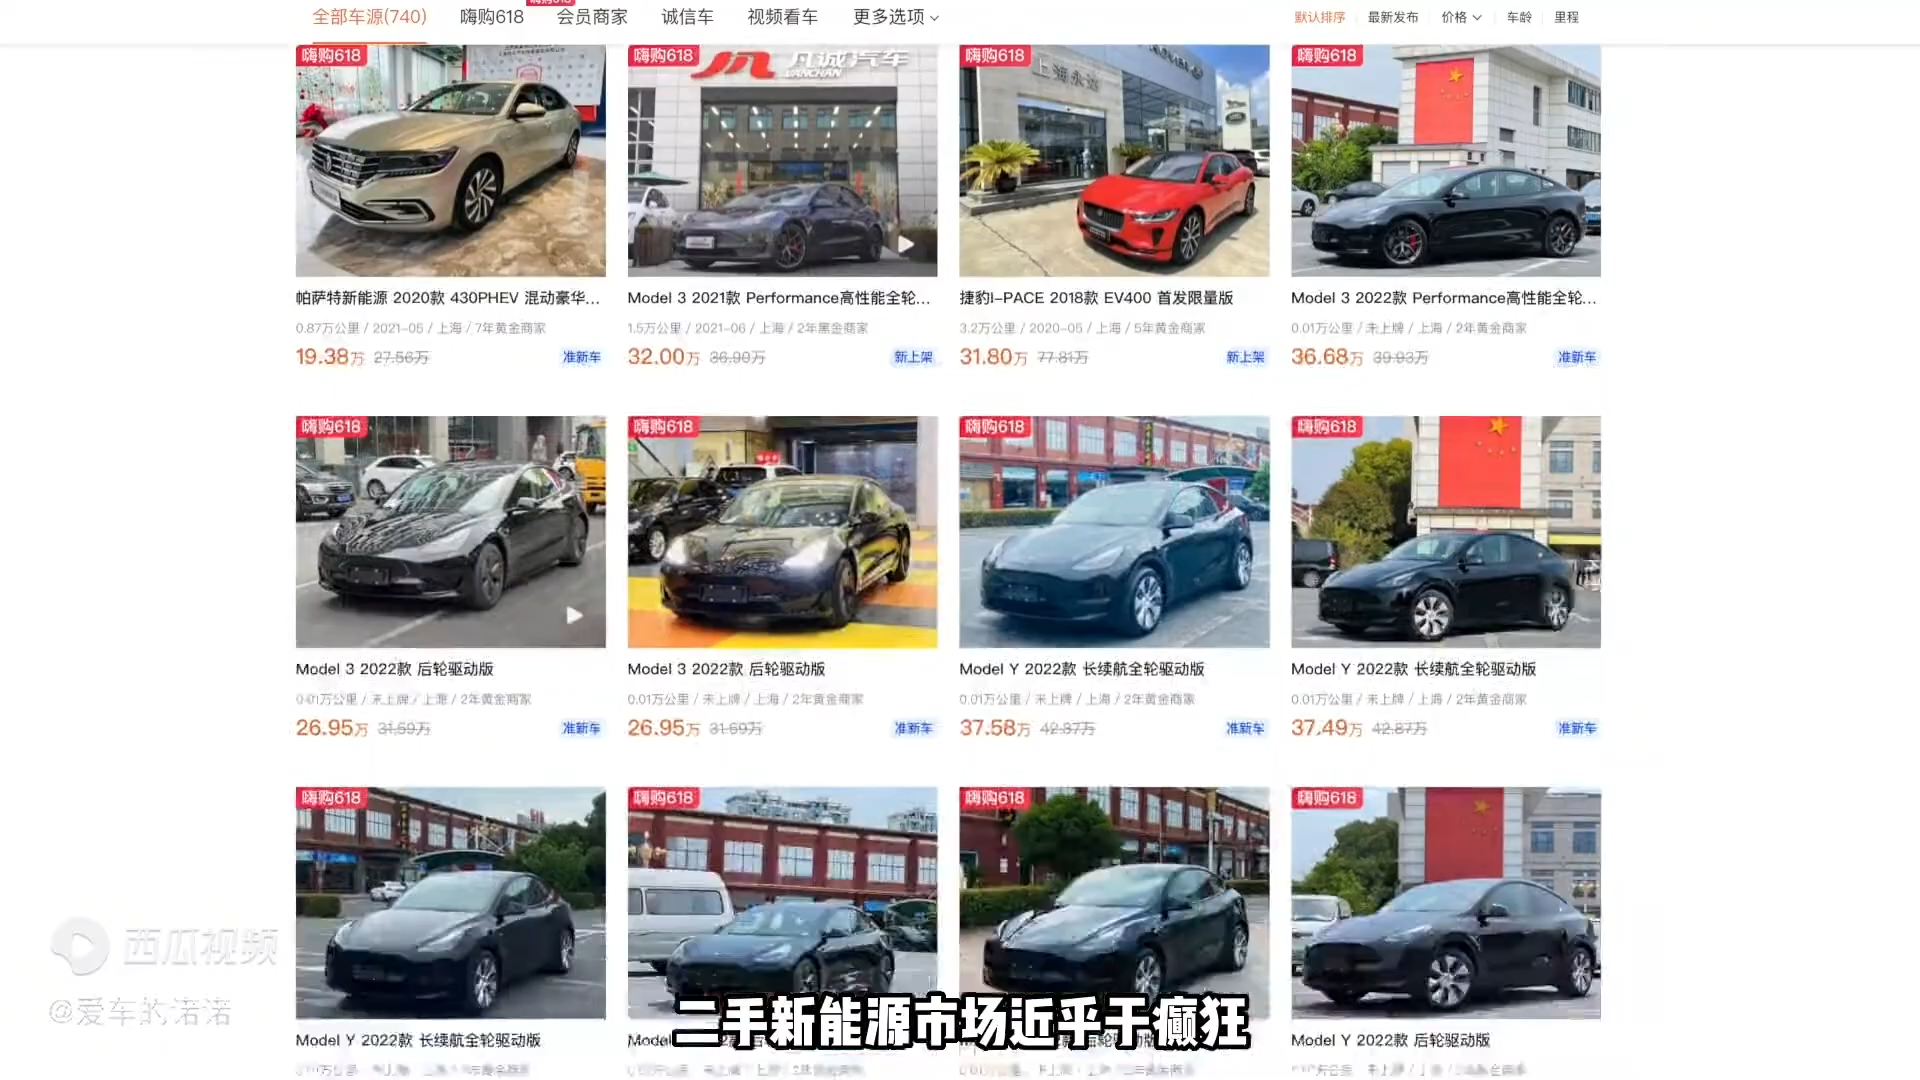 全部车源(740) 嗨购618 会员商家 诚信车 视频看车 更多选项 默认排序 最新发布 价格 车龄 里程
嗨购618 嗨购618 嗨购618 嗨购618
凡诚汽车
VANCHAN
上海永达
帕萨特新能源 2020款 430PHEV 混动豪华... Model 3 2021款 Performance高性能全轮... 捷豹I-PACE 2018款 EV400 首发限量版 Model 3 2022款 Performance高性能全轮...
0.87万公里 / 2021-05 / 上海 / 7年黄金商家 1.5万公里 / 2021-06 / 上海 / 2年黑金商家 3.2万公里 / 2020-05 / 上海 / 5年黄金商家 0.01万公里 / 未上牌 / 上海 / 2年黄金商家
19.38万 27.56万 准新车 32.00万 36.90万 新上架 31.80万 77.81万 新上架 36.68万 39.93万 准新车
嗨购618 嗨购618 嗨购618 嗨购618
Model 3 2022款 后轮驱动版 Model 3 2022款 后轮驱动版 Model Y 2022款 长续航全轮驱动版 Model Y 2022款 长续航全轮驱动版
0.01万公里 / 未上牌 / 上海 / 2年黄金商家 0.01万公里 / 未上牌 / 上海 / 2年黄金商家 0.01万公里 / 未上牌 / 上海 / 2年黄金商家 0.01万公里 / 未上牌 / 上海 / 2年黄金商家
26.95万 31.59万 准新车 26.95万 31.69万 准新车 37.58万 42.87万 准新车 37.49万 42.87万 准新车
嗨购618 嗨购618 嗨购618 嗨购618
西瓜视频
@爱车的诺诺
二手新能源市场近乎于癫狂
Model Y 2022款 长续航全轮驱动版 Model Y 2022款 后轮驱动版